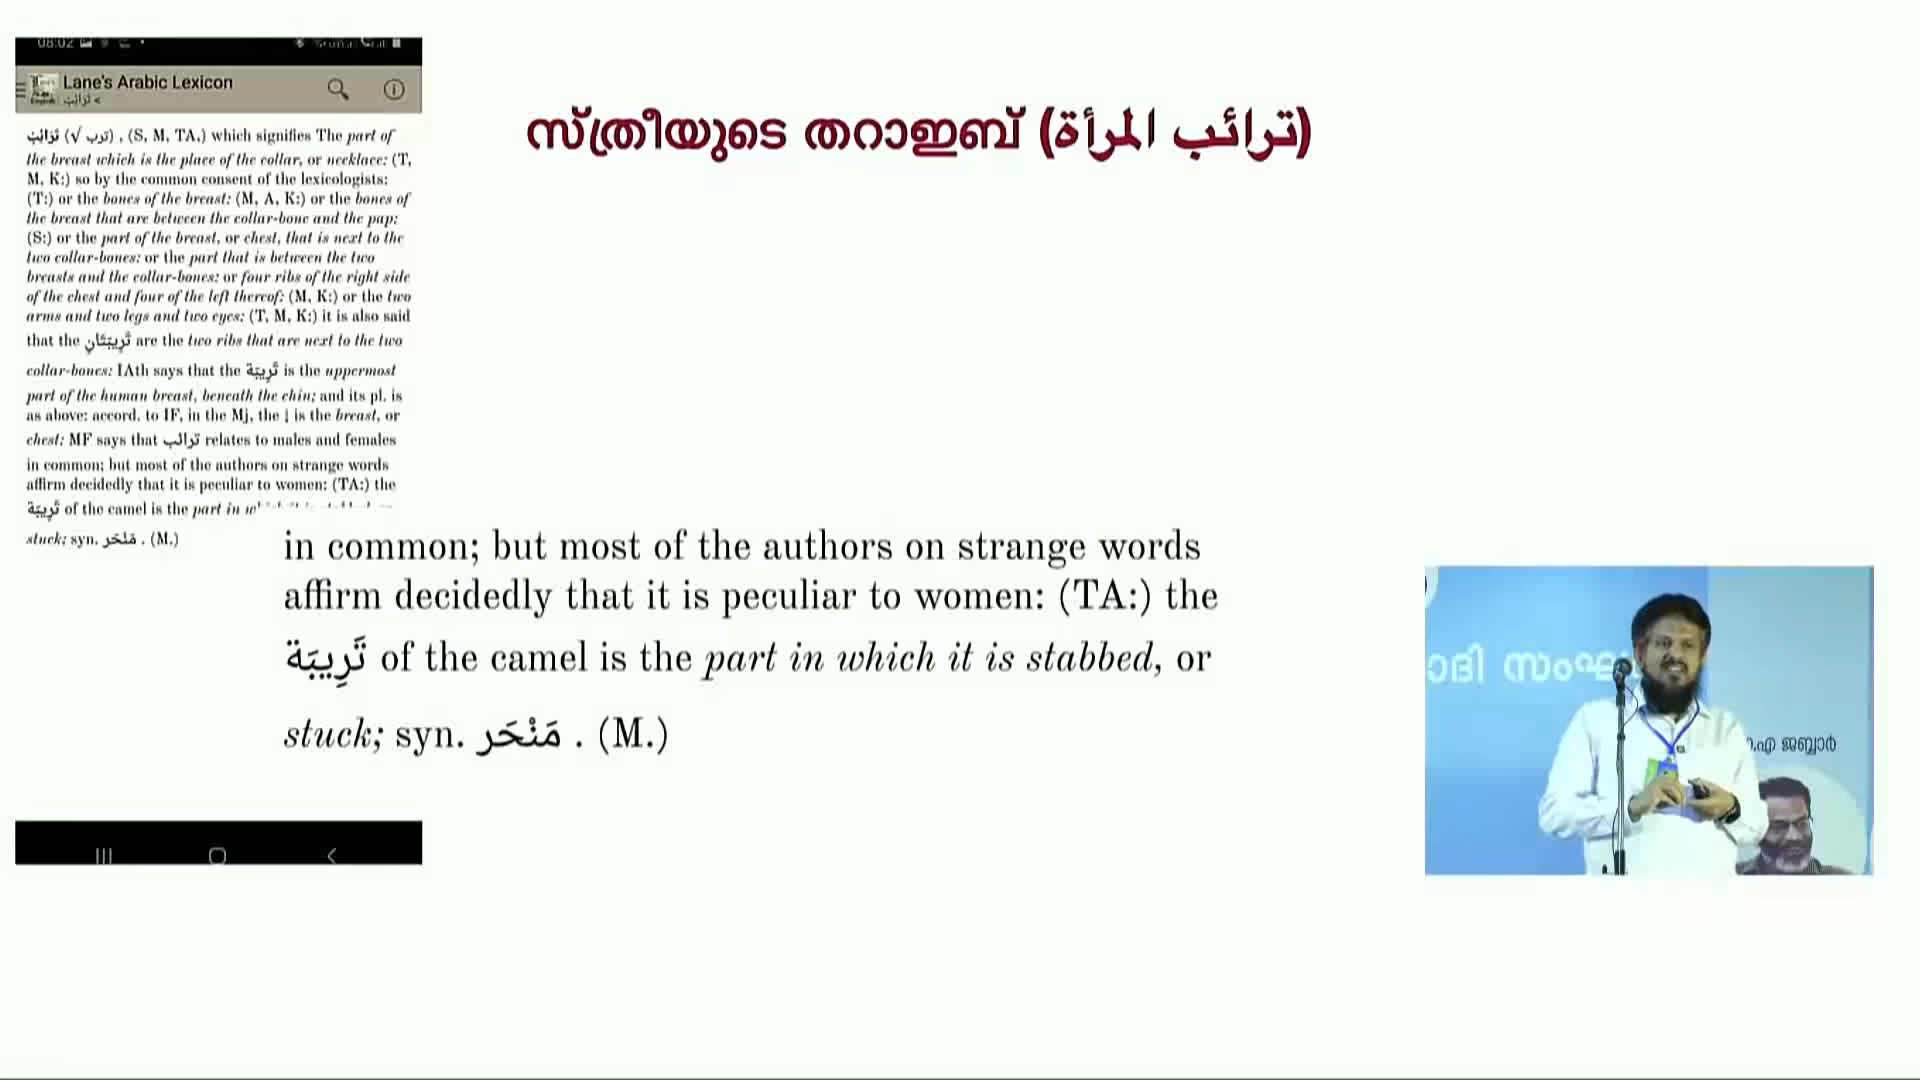 08:02
Lane's Arabic Lexicon
ترائب <
ترائب (√ ترب) , (S, M, TA,) which signifies The part of
the breast which is the place of the collar, or necklace: (T,
M, K:) so by the common consent of the lexicologists:
(T:) or the bones of the breast: (M, A, K:) or the bones of
the breast that are between the collar-bone and the pap:
(S:) or the part of the breast, or chest, that is next to the
two collar-bones: or the part that is between the two
breasts and the collar-bones: or four ribs of the right side
of the chest and four of the left thereof: (M, K:) or the two
arms and two legs and two eyes: (T, M, K:) it is also said
that the تَرِيبَتَانِ are the two ribs that are next to the two
collar-bones: IAth says that the تَرِيبَة is the uppermost
part of the human breast, beneath the chin; and its pl. is
as above: accord. to IF, in the Mj, the ↓ is the breast, or
chest: MF says that ترائب relates to males and females
in common; but most of the authors on strange words
affirm decidedly that it is peculiar to women: (TA:) the
تَرِيبَة of the camel is the part in
stuck; syn. مَنْحَر . (M.)
സ്ത്രീയുടെ തറാഇബ് (ترائب المرأة)
in common; but most of the authors on strange words
affirm decidedly that it is peculiar to women: (TA:) the
تَرِيبَة of the camel is the part in which it is stabbed, or
stuck; syn. مَنْحَر . (M.)
ജബ്ബാർ